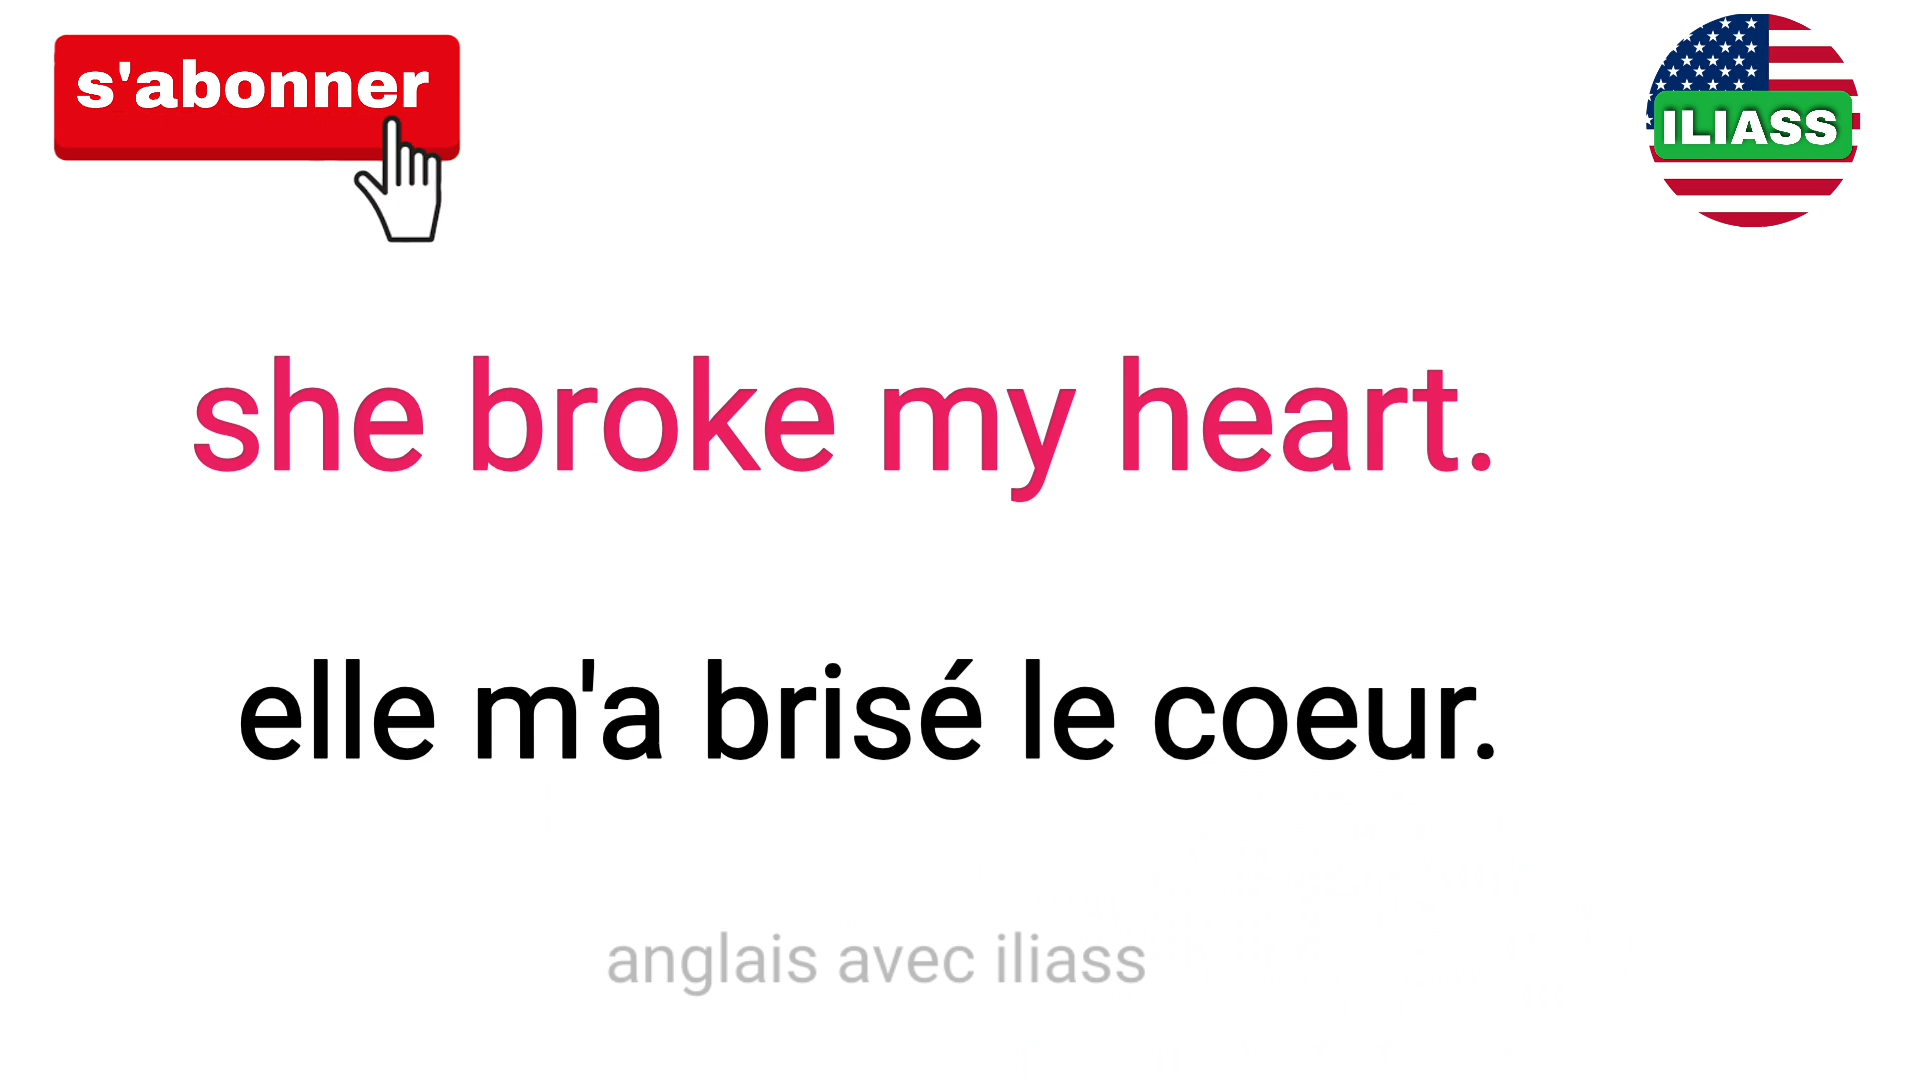 s'abonner
ILIASS
she broke my heart.
elle m'a brisé le coeur.
anglais avec iliass